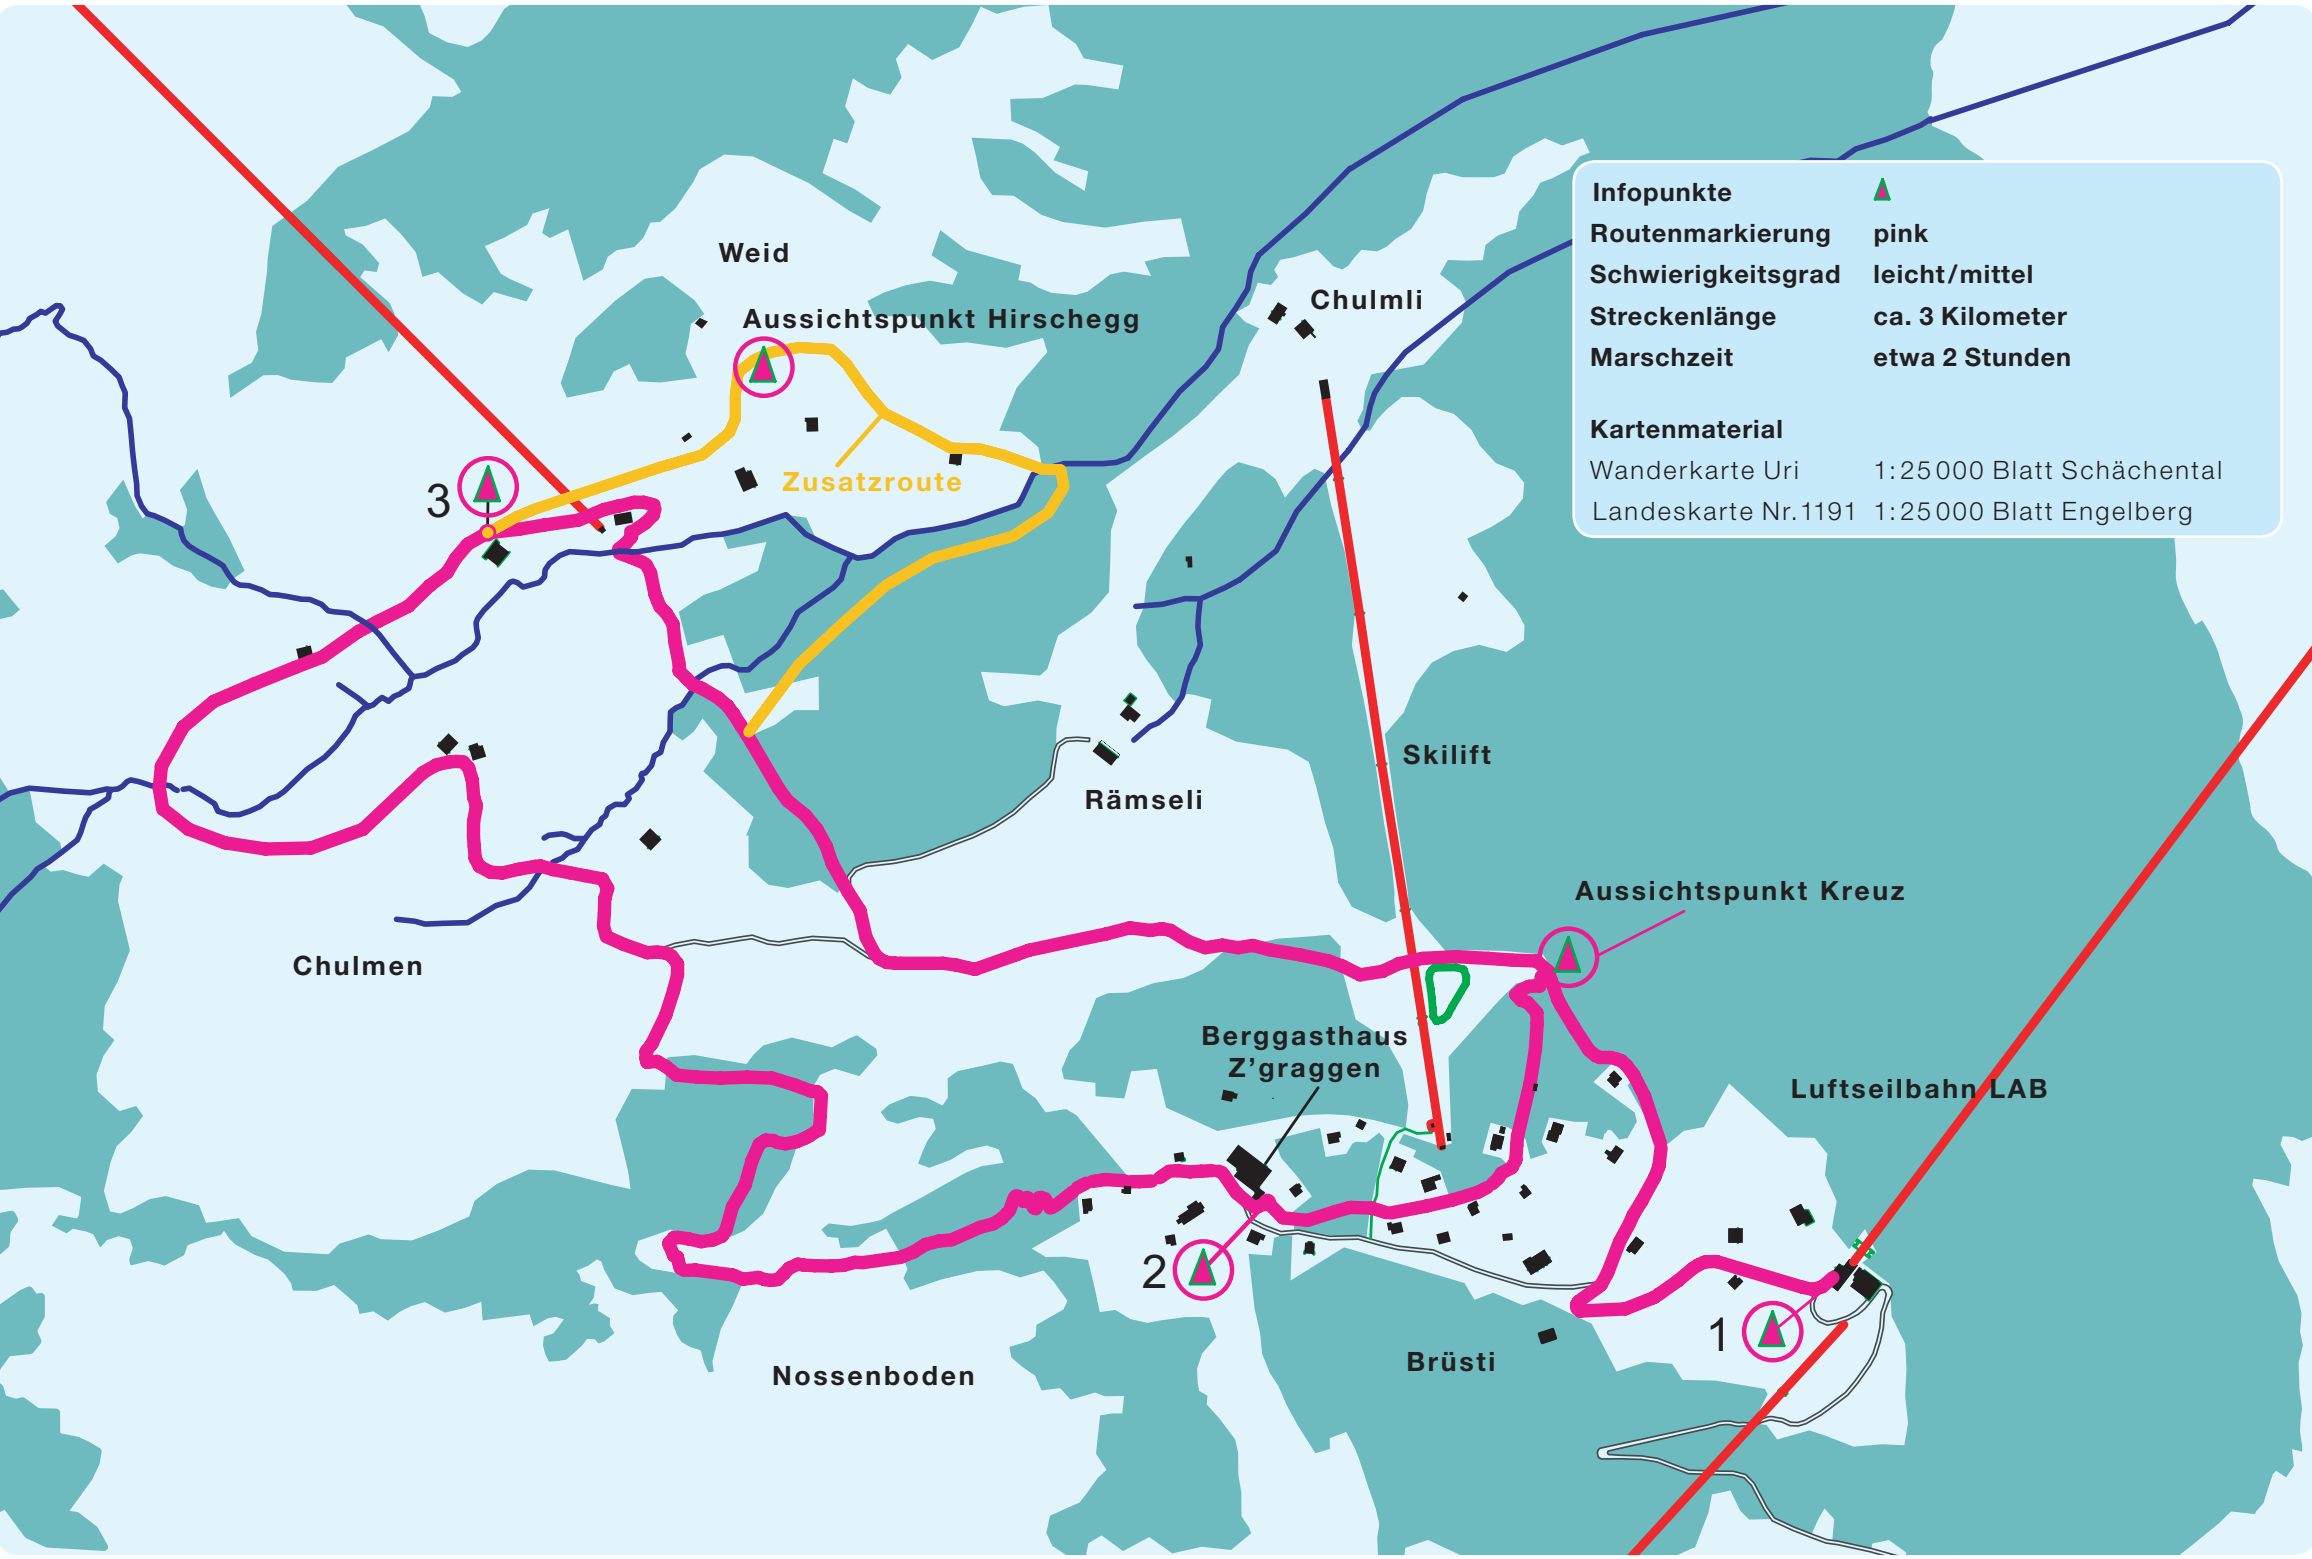 Infopunkte
Routenmarkierung pink
Schwierigkeitsgrad leicht/mittel
Streckenlänge ca. 3 Kilometer
Marschzeit etwa 2 Stunden
Kartenmaterial
Wanderkarte Uri 1:25000 Blatt Schächental
Landeskarte Nr.1191 1:25000 Blatt Engelberg
Weid
Chulmli
Aussichtspunkt Hirschegg
Zusatzroute
3
Skilift
Rämseli
Aussichtspunkt Kreuz
Chulmen
Berggasthaus
Z'graggen
Luftseilbahn LAB
2
1
Brüsti
Nossenboden